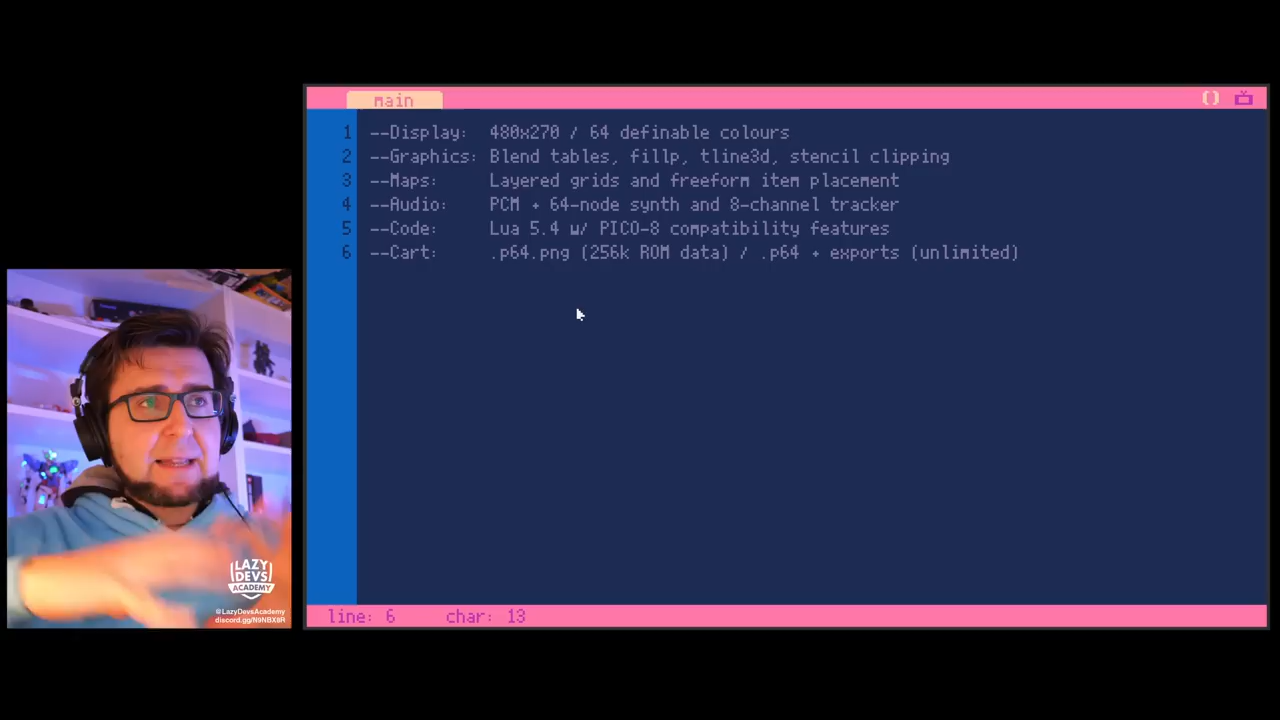 main
1 --Display: 480x270 / 64 definable colours
2 --Graphics: Blend tables, fillp, tline3d, stencil clipping
3 --Maps: Layered grids and freeform item placement
4 --Audio: PCM + 64-node synth and 8-channel tracker
5 --Code: Lua 5.4 w/ PICO-8 compatibility features
6 --Cart: .p64.png (256k ROM data) / .p64 + exports (unlimited)
LAZY
DEVS
ACADEMY
@LazyDevsAcademy
discord.gg/N9NBX8R
line: 6 char: 13